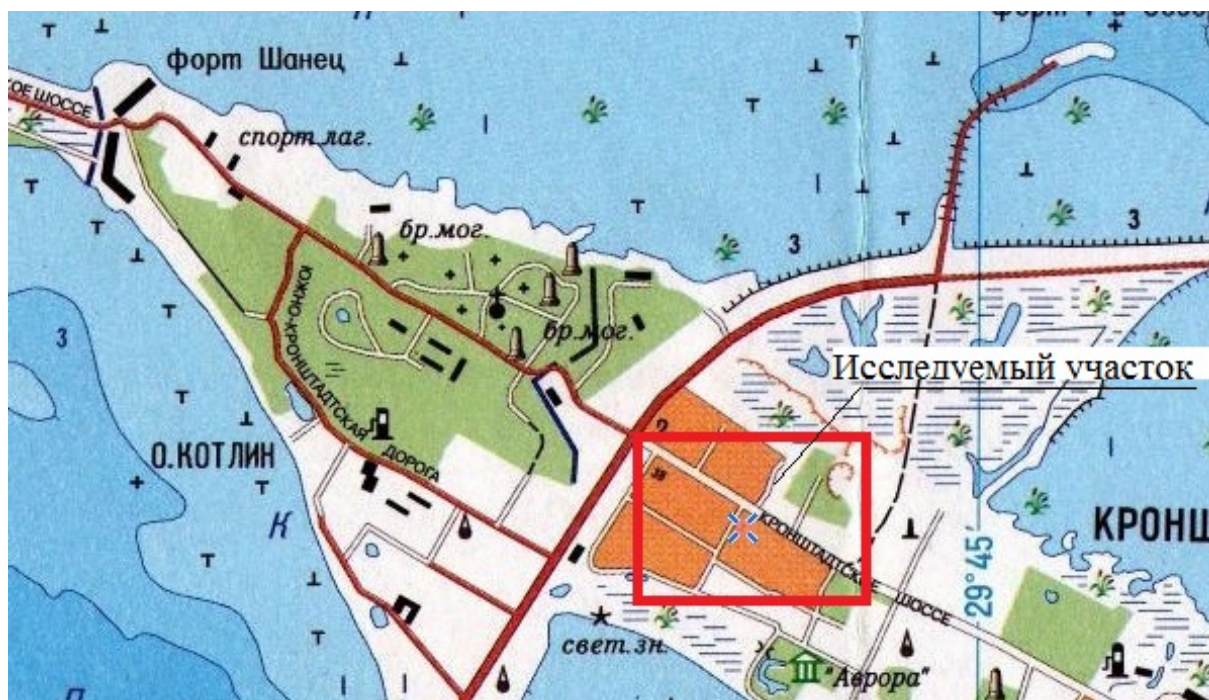 форт Шанец
ОЕ ШОССЕ
спорт.лаг.
бр.мог.
3
3
I
I
ЮЖНО-КРОНШТАДТСКАЯ ДОРОГА
бр.мог.
3
Исследуемый участок
О.КОТЛИН
К
I
КРОНШ
КРОНШТАДТСКОЕ ШОССЕ
29°45'
свет.зн.
"Аврора"
I
I